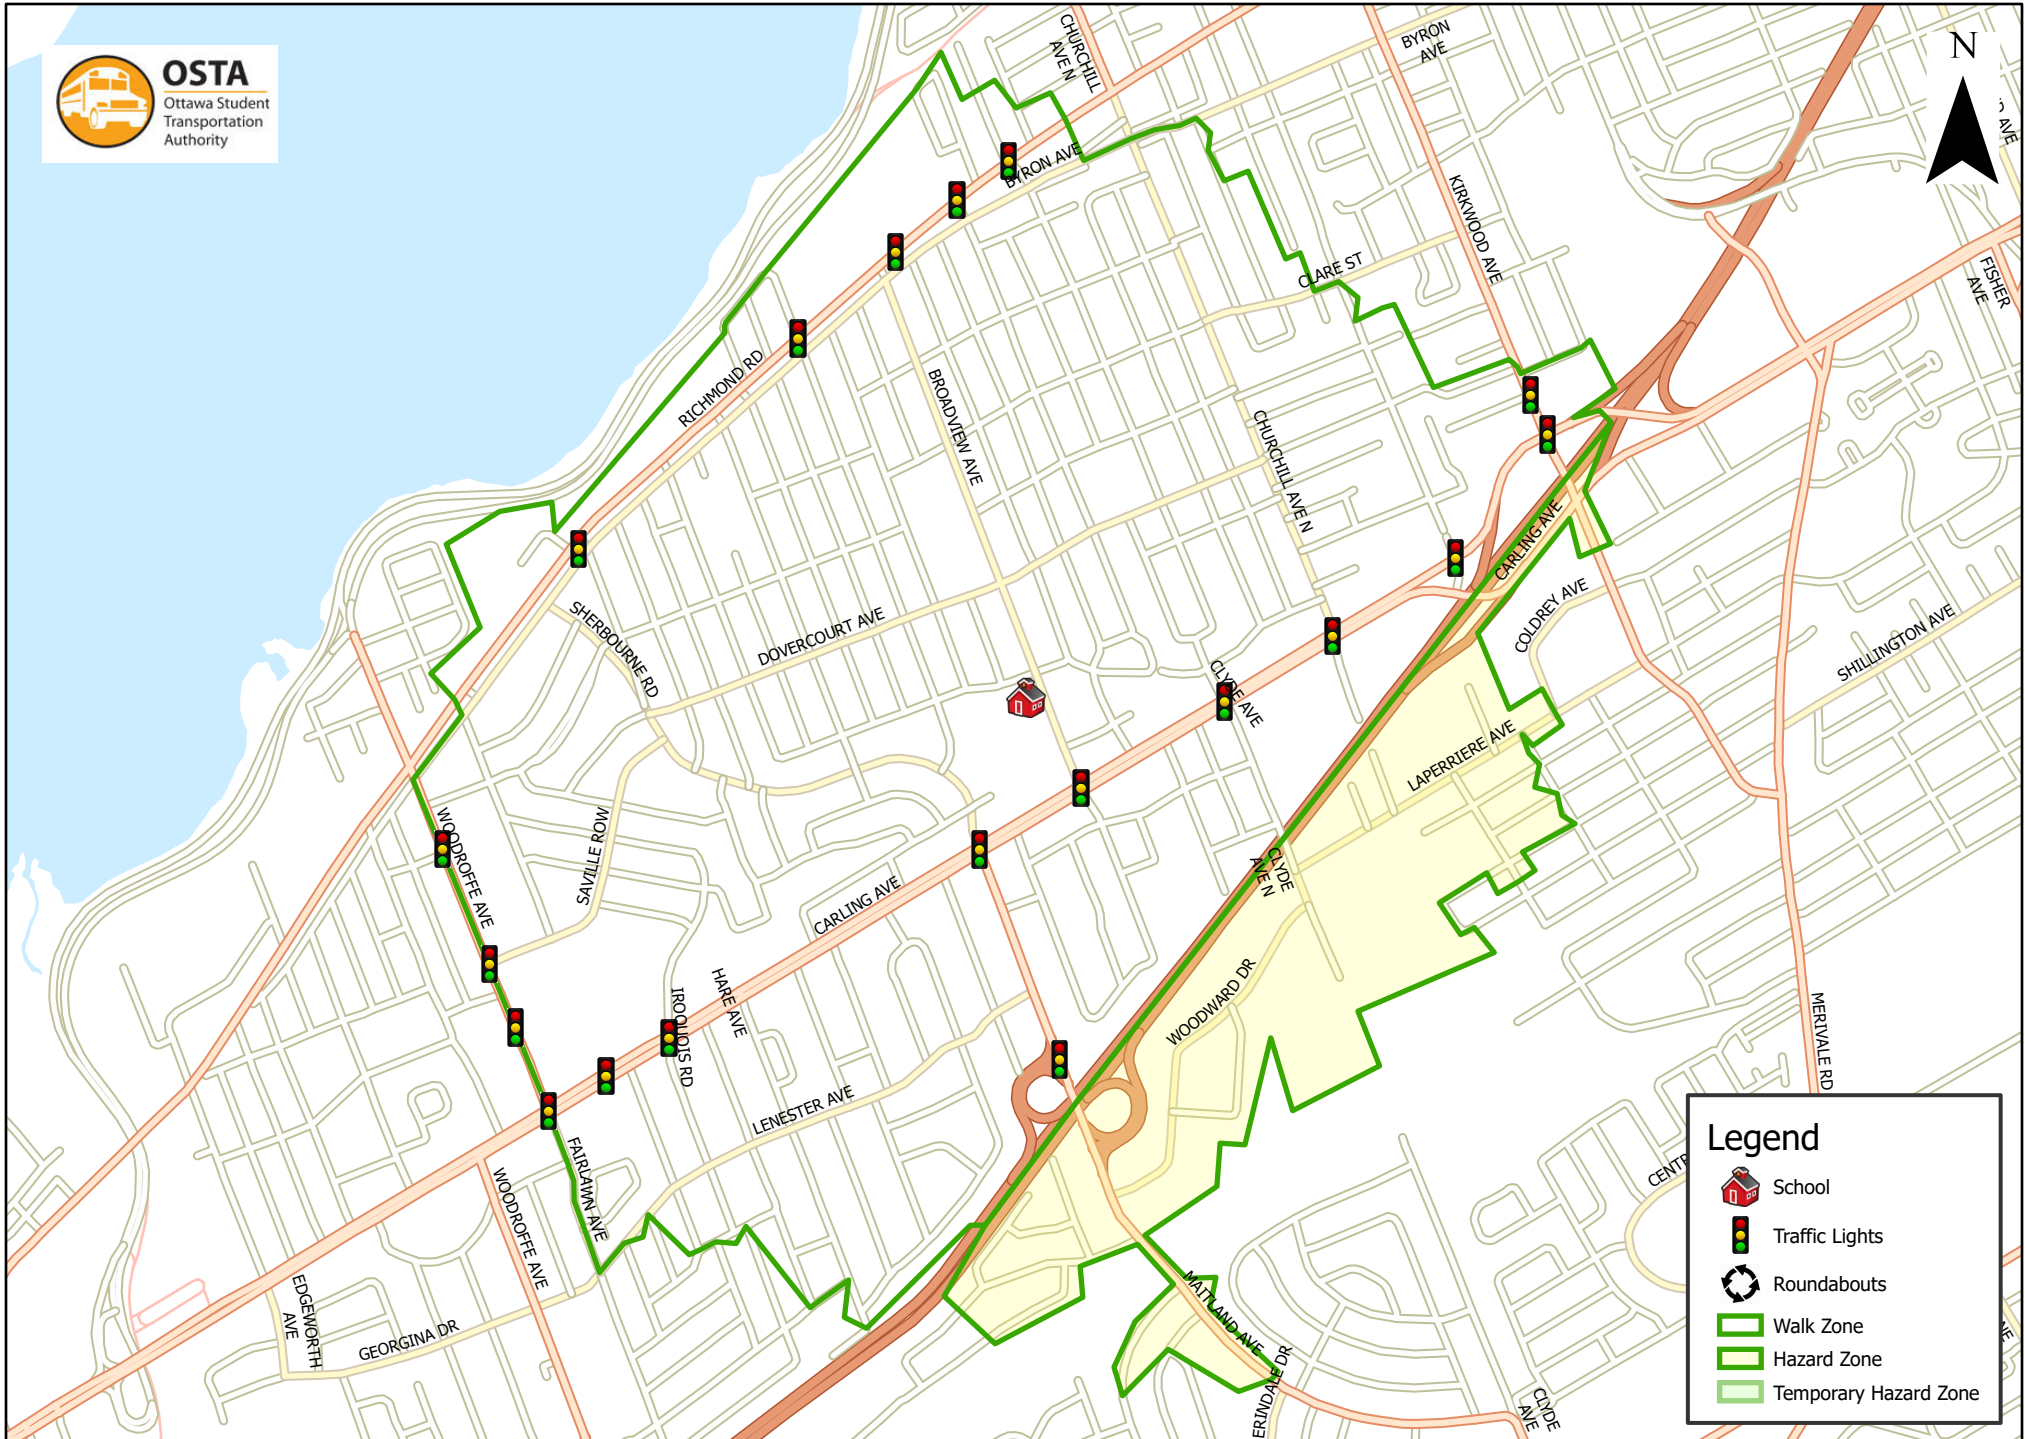 OSTA
Ottawa Student
Transportation
Authority
N
CHURCHILL
AVE N
BYRON
AVE
BYRON AVE
KIRKWOOD AVE
CLARE ST
FISHER
AVE
RICHMOND RD
BROADVIEW AVE
CHURCHILL AVE N
CARLING AVE
COLDREY AVE
SHILLINGTON AVE
SHERBOURNE RD
DOVERCOURT AVE
CLYDE AVE
LAPERRIERE AVE
WOODROFFE AVE
SAVILLE ROW
CARLING AVE
CLYDE
AVE N
WOODWARD DR
HARE AVE
IROQUOIS RD
MERIVALE RD
LENESTER AVE
FAIRLAWN AVE
WOODROFFE AVE
EDGEWORTH
AVE
GEORGINA DR
MAITLAND AVE
ERINDALE DR
CLYDE
AVE
Legend
School
Traffic Lights
Roundabouts
Walk Zone
Hazard Zone
Temporary Hazard Zone